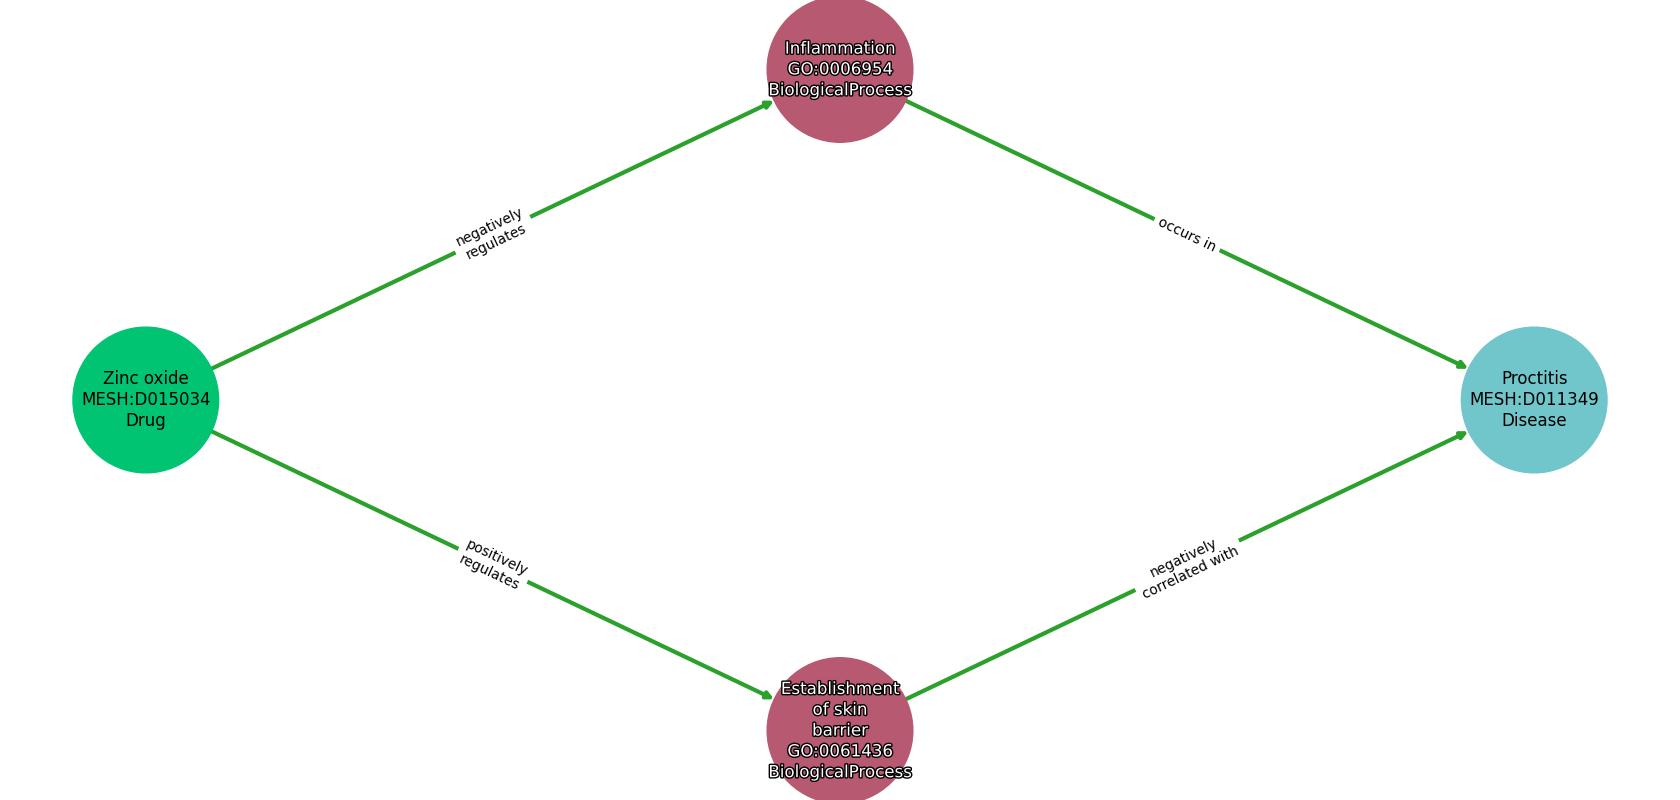 Inflammation
GO:0006954
BiologicalProcess
negatively
regulates
occurs in
Zinc oxide
MESH:D015034
Drug
Proctitis
MESH:D011349
Disease
positively
regulates
negatively
correlated with
Establishment
of skin
barrier
GO:0061436
BiologicalProcess